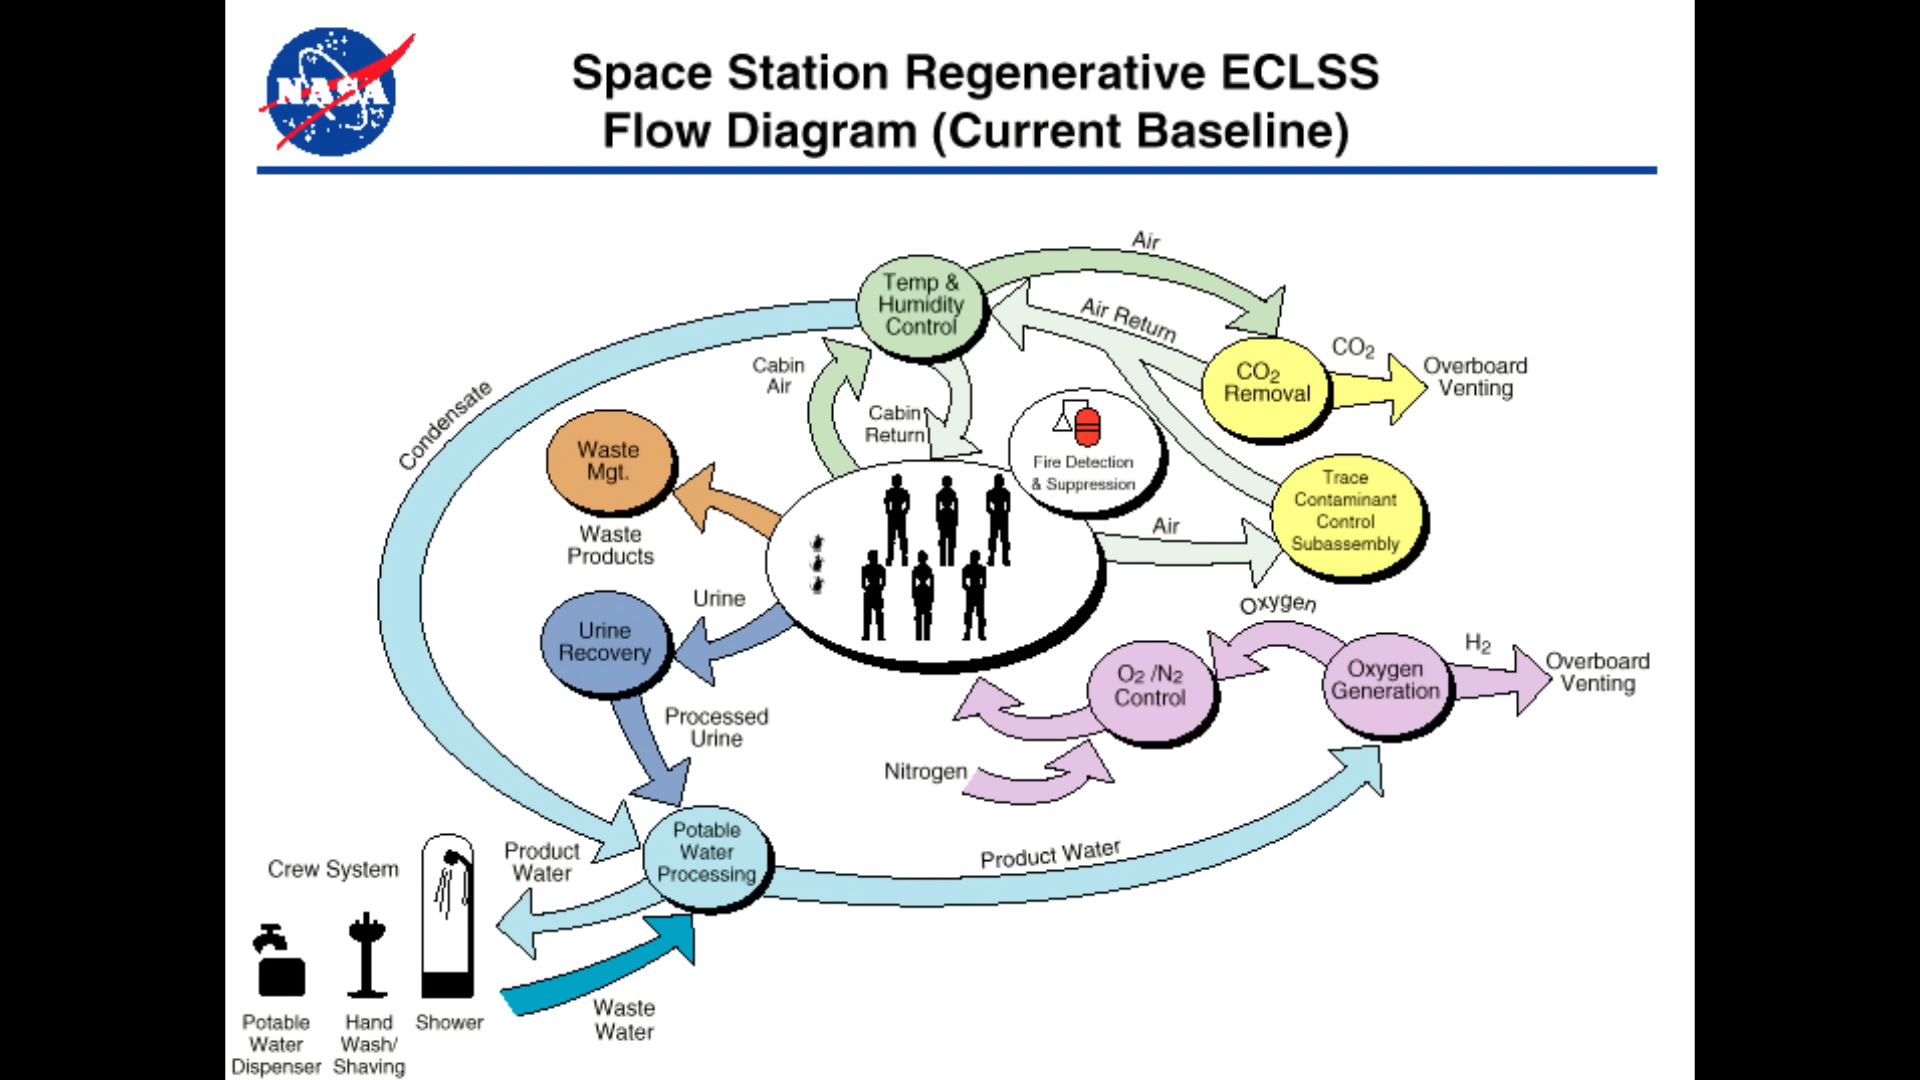 NASA
Space Station Regenerative ECLSS
Flow Diagram (Current Baseline)
Air
Temp &
Humidity
Control
Air Return
CO2
Overboard
Venting
CO2
Removal
Cabin
Air
Cabin
Return
Condensate
Waste
Mgt.
Waste
Products
Fire Detection
& Suppression
Trace
Contaminant
Control
Subassembly
Air
Urine
Urine
Recovery
Oxygen
O2 /N2
Control
Oxygen
Generation
H2
Overboard
Venting
Processed
Urine
Nitrogen
Potable
Water
Processing
Product Water
Product
Water
Crew System
Waste
Water
Potable
Water
Dispenser
Hand
Wash/
Shaving
Shower